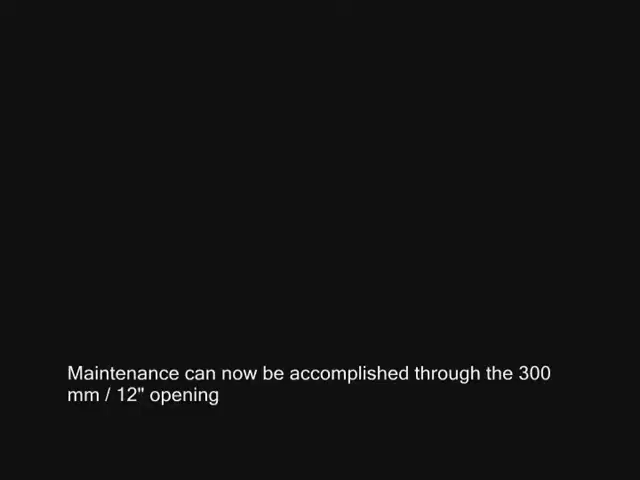 Maintenance can now be accomplished through the 300
mm / 12" opening